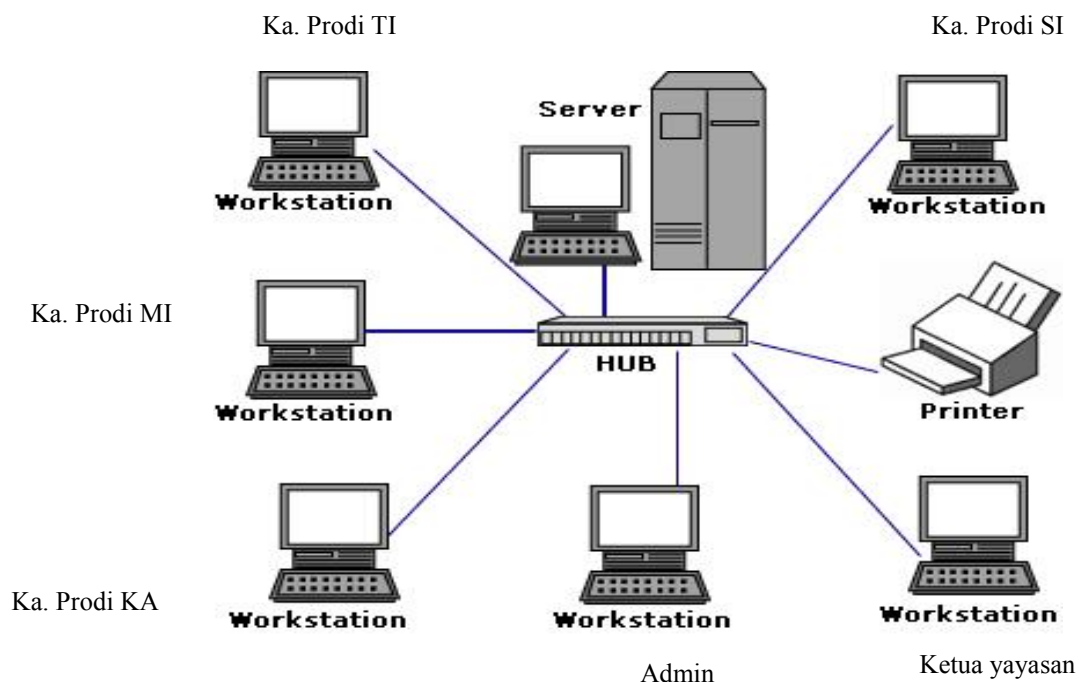 Ka. Prodi TI
Ka. Prodi SI
Server
Workstation
Workstation
Ka. Prodi MI
HUB
Workstation
Printer
Ka. Prodi KA
Workstation
Workstation
Workstation
Admin
Ketua yayasan